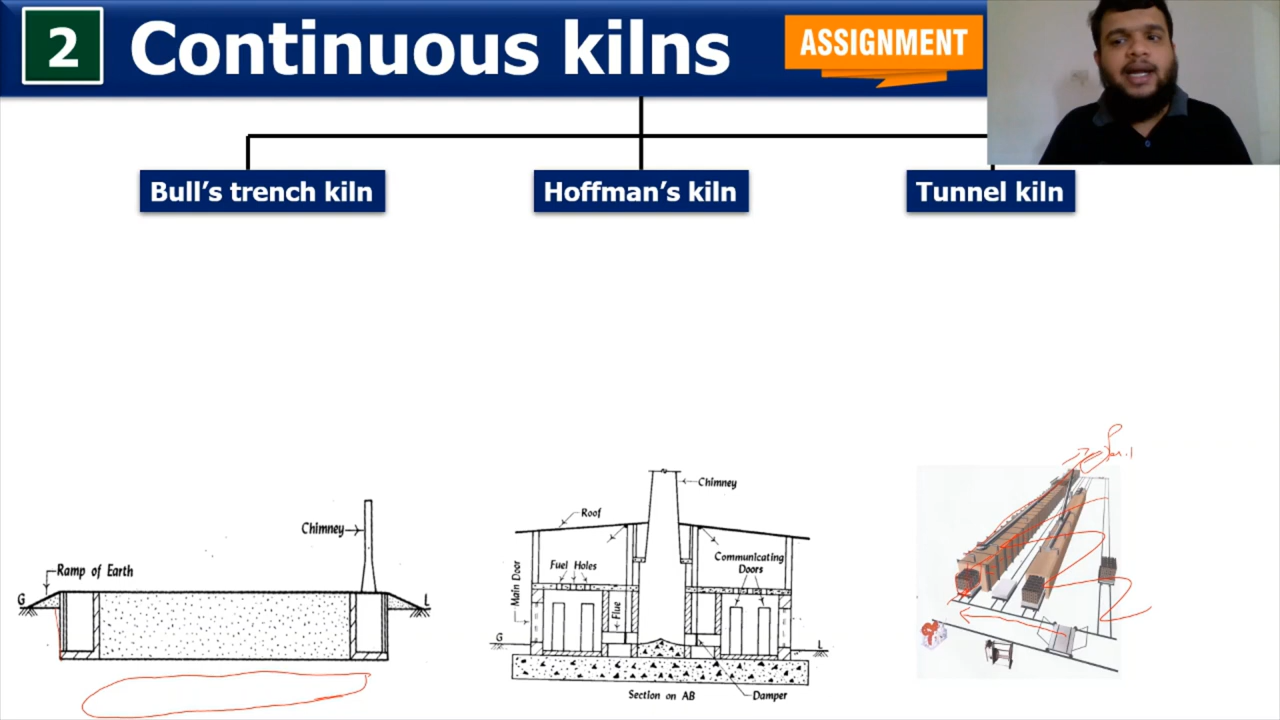 2 Continuous kilns ASSIGNMENT
Bull's trench kiln
Hoffman's kiln
Tunnel kiln
Chimney
Ramp of Earth
G
L
Chimney
Roof
Communicating
Doors
Fuel Holes
Main Door
Flue
G
L
Section on AB
Damper